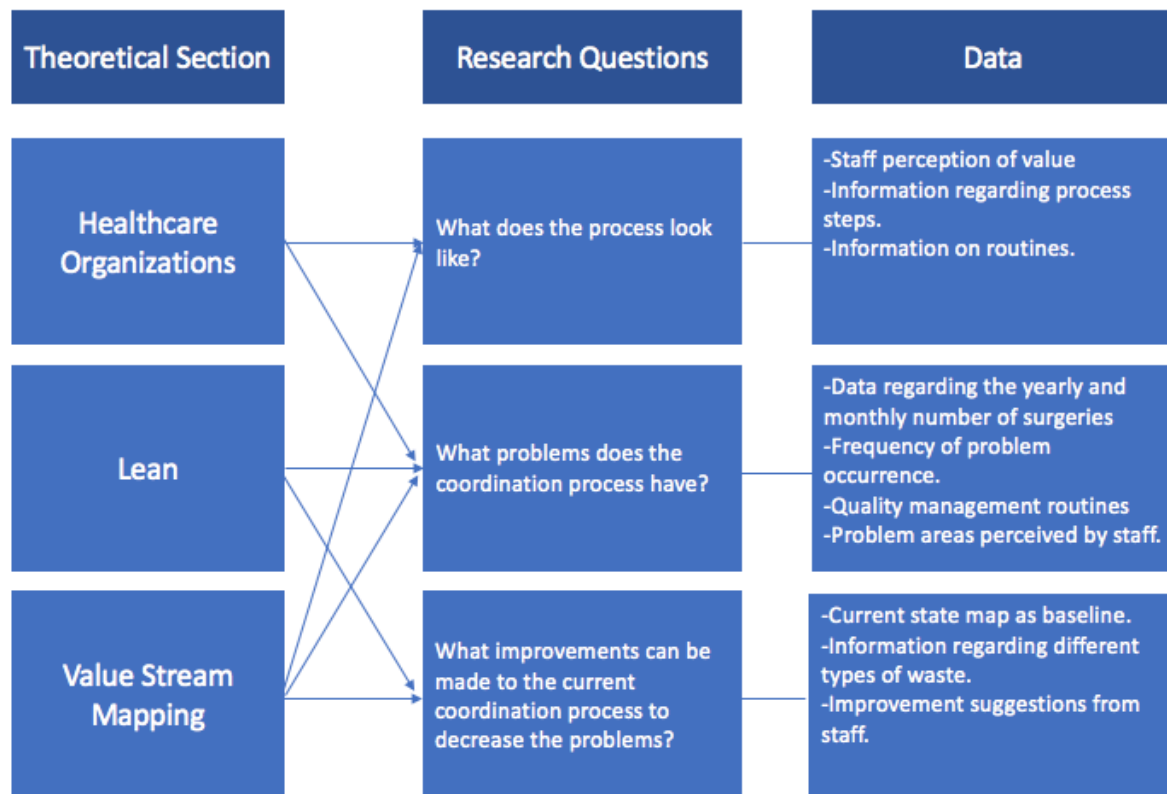 Theoretical Section
Research Questions
Data
Healthcare
Organizations
What does the process look
like?
-Staff perception of value
-Information regarding process
steps.
-Information on routines.
Lean
What problems does the
coordination process have?
-Data regarding the yearly and
monthly number of surgeries
-Frequency of problem
occurrence.
-Quality management routines
-Problem areas perceived by staff.
Value Stream
Mapping
What improvements can be
made to the current
coordination process to
decrease the problems?
-Current state map as baseline.
-Information regarding different
types of waste.
-Improvement suggestions from
staff.